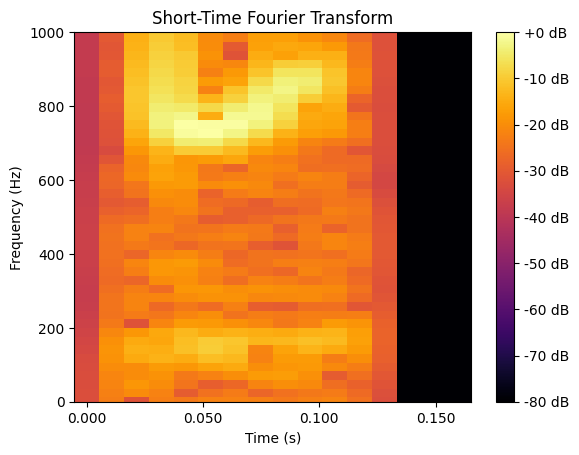 Short-Time Fourier Transform
Frequency (Hz)
1000
800
600
400
200
0
0.000
0.050
0.100
0.150
Time (s)
+0 dB
-10 dB
-20 dB
-30 dB
-40 dB
-50 dB
-60 dB
-70 dB
-80 dB